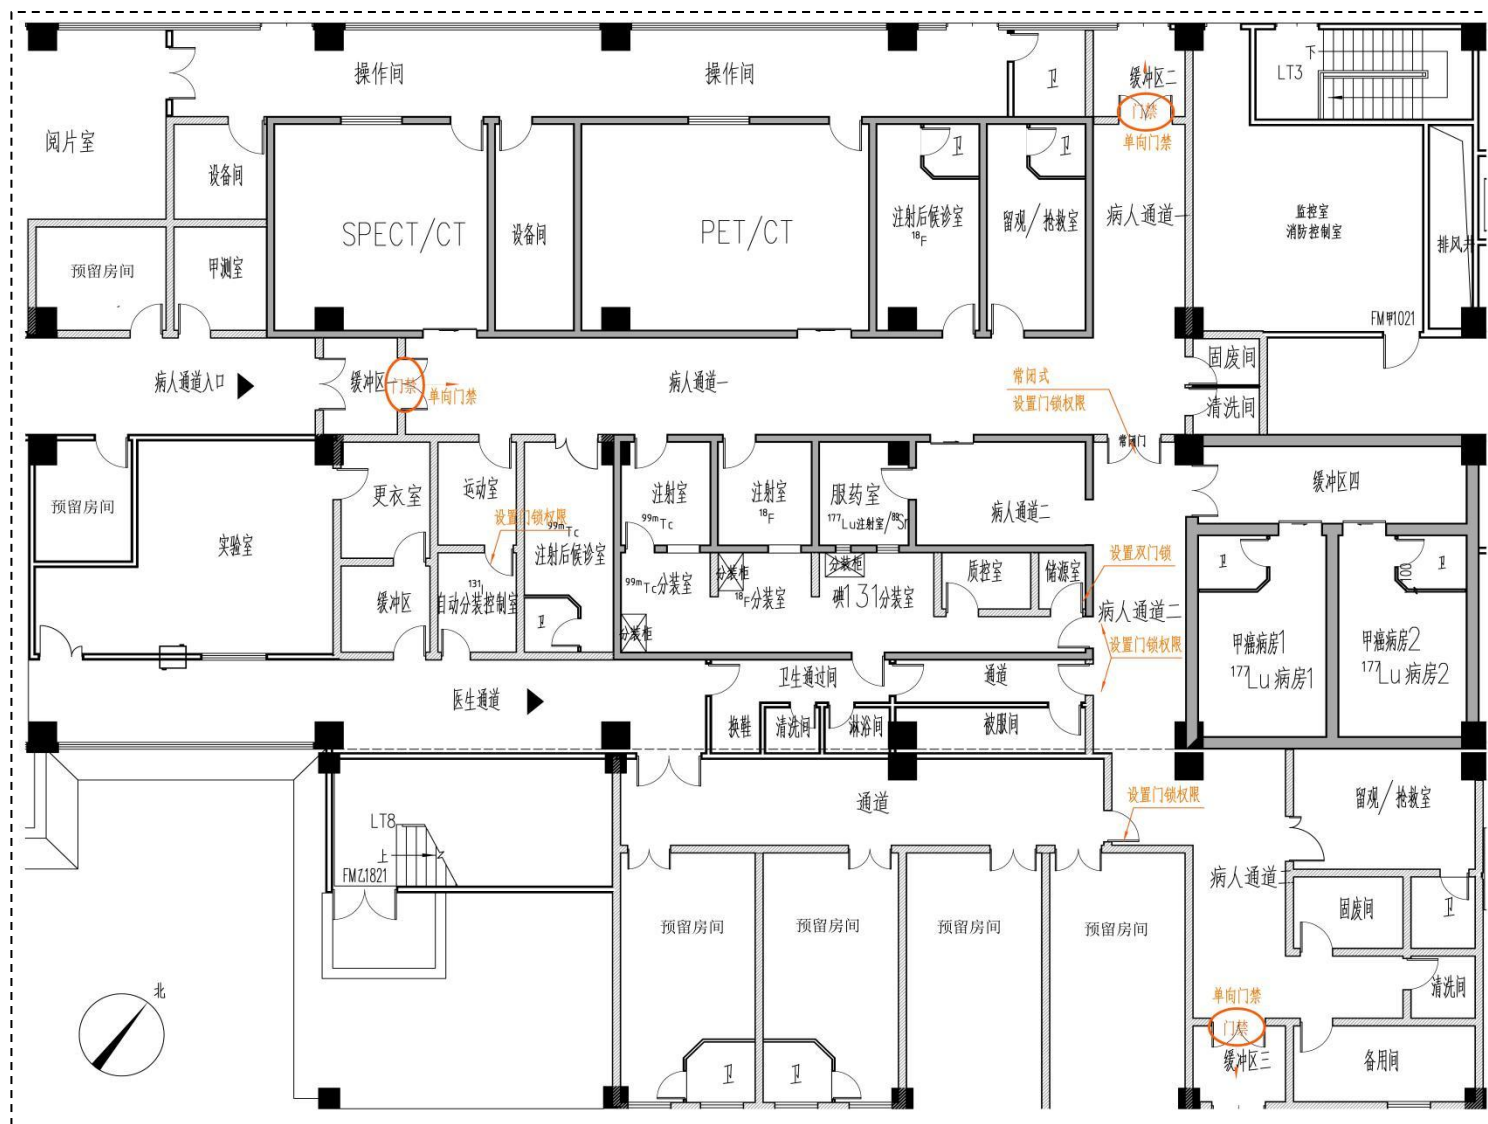 操作间
操作间
卫
缓冲区二
门禁
单向门禁
下
LT3
阅片室
设备间
SPECT/CT
设备间
PET/CT
注射后候诊室
¹⁸F
卫
留观/抢救室
卫
病人通道一
监控室
消防控制室
排风井
预留房间
甲测室
FM甲1021
病人通道入口
缓冲区一
门禁
单向门禁
病人通道一
常闭式
设置门锁权限
固废间
清洗间
常闭门
预留房间
实验室
更衣室
运动室
设置门锁权限
⁹⁹ᵐTc
注射后候诊室
注射室
⁹⁹ᵐTc
注射室
¹⁸F
服药室
¹⁷⁷Lu注射室/⁸⁹Sr
病人通道二
缓冲区四
缓冲区
¹³¹I
自动分装控制室
卫
⁹⁹ᵐTc分装室
分装柜
分装柜
¹⁸F分装室
分装柜
碘131分装室
质控室
储源室
设置双门锁
病人通道二
设置门锁权限
卫
卫
100
甲癌病房1
¹⁷⁷Lu病房1
甲癌病房2
¹⁷⁷Lu病房2
医生通道
卫生通过间
通道
换鞋
清洗间
淋浴间
被服间
LT8
上
FM乙1821
通道
设置门锁权限
留观/抢救室
病人通道二
固废间
卫
预留房间
预留房间
预留房间
预留房间
清洗间
单向门禁
门禁
缓冲区三
备用间
卫
卫
北